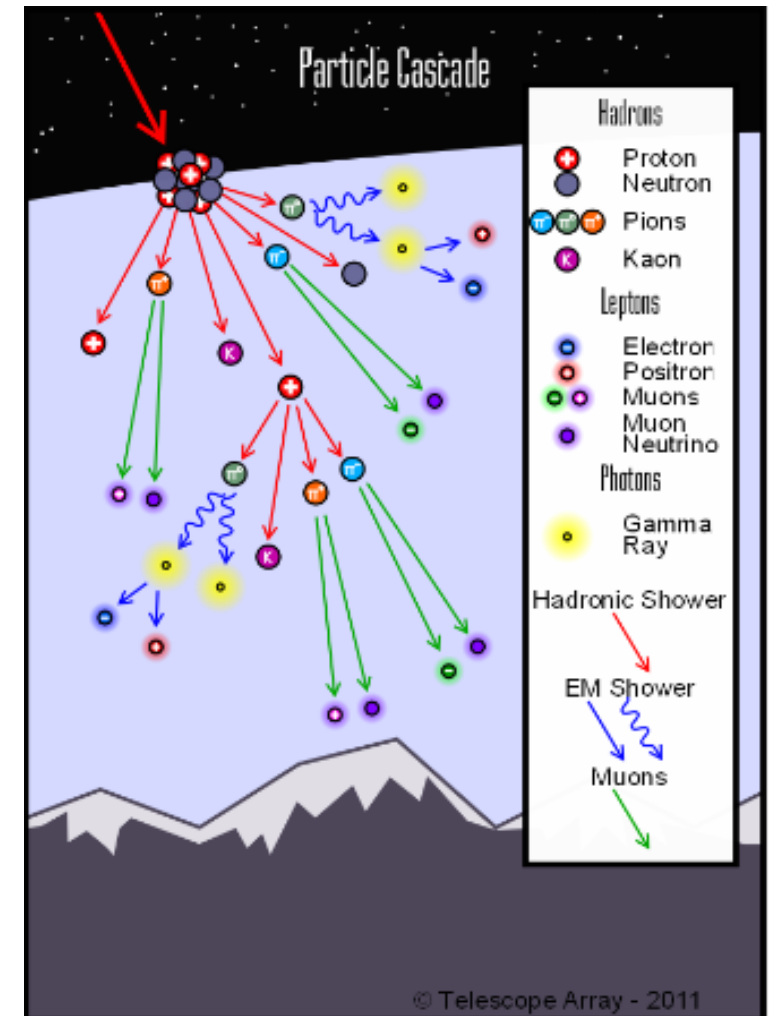 Particle Cascade
Hadrons
Proton
Neutron
Pions
Kaon
Leptons
Electron
Positron
Muons
Muon
Neutrino
Photons
Gamma
Ray
Hadronic Shower
EM Shower
Muons
π°
π⁻
π⁺
K
K
π°
π⁻
π⁺
K
© Telescope Array - 2011